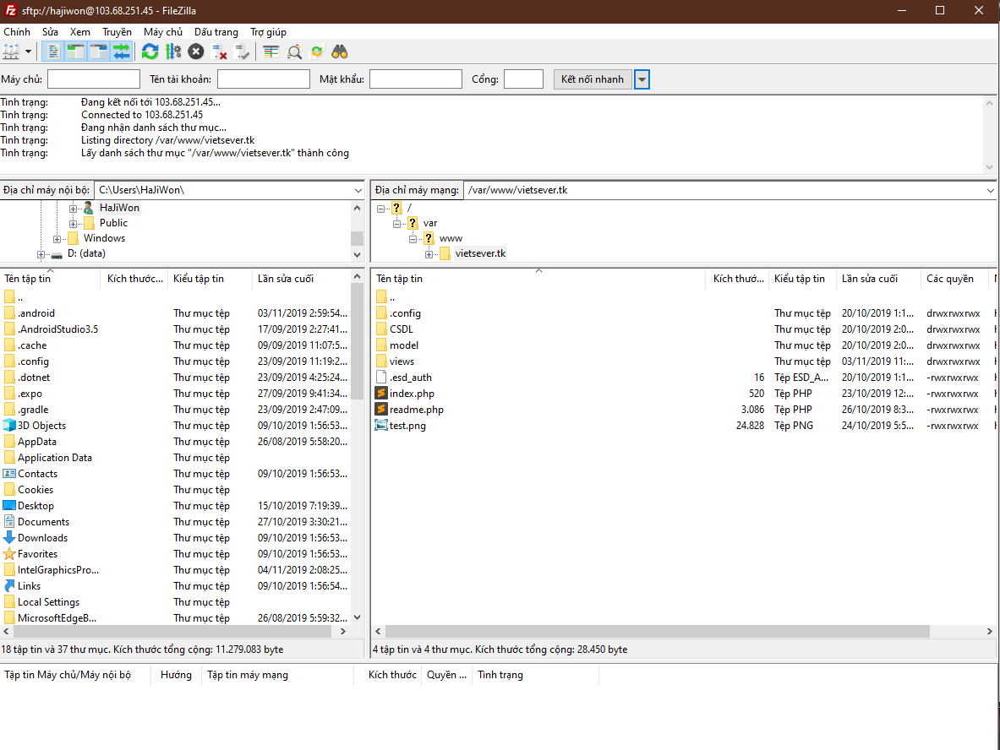 sftp://hajiwon@103.68.251.45 - FileZilla
Chính Sửa Xem Truyền Máy chủ Dấu trang Trợ giúp
Máy chủ: Tên tài khoản: Mật khẩu: Cổng: Kết nối nhanh
Tình trạng: Đang kết nối tới 103.68.251.45...
Tình trạng: Connected to 103.68.251.45
Tình trạng: Đang nhận danh sách thư mục...
Tình trạng: Listing directory /var/www/vietsever.tk
Tình trạng: Lấy danh sách thư mục "/var/www/vietsever.tk" thành công
Địa chỉ máy nội bộ: C:\Users\HaJiWon\
HaJiWon
Public
Windows
D: (data)
Tên tập tin Kích thước... Kiểu tập tin Lần sửa cuối
..
.android Thư mục tệp 03/11/2019 2:59:54...
.AndroidStudio3.5 Thư mục tệp 17/09/2019 2:27:41...
.cache Thư mục tệp 09/09/2019 11:07:5...
.config Thư mục tệp 23/09/2019 11:19:2...
.dotnet Thư mục tệp 23/09/2019 4:25:24...
.expo Thư mục tệp 27/09/2019 9:41:34...
.gradle Thư mục tệp 23/09/2019 2:47:09...
3D Objects Thư mục tệp 09/10/2019 1:56:53...
AppData Thư mục tệp 26/08/2019 5:58:20...
Application Data Thư mục tệp
Contacts Thư mục tệp 09/10/2019 1:56:53...
Cookies Thư mục tệp
Desktop Thư mục tệp 15/10/2019 7:19:39...
Documents Thư mục tệp 27/10/2019 3:30:21...
Downloads Thư mục tệp 09/10/2019 1:56:53...
Favorites Thư mục tệp 09/10/2019 1:56:53...
IntelGraphicsPro... Thư mục tệp 04/11/2019 2:08:25...
Links Thư mục tệp 09/10/2019 1:56:54...
Local Settings Thư mục tệp
MicrosoftEdgeB... Thư mục tệp 26/08/2019 5:59:32...
18 tập tin và 37 thư mục. Kích thước tổng cộng: 11.279.083 byte
Địa chỉ máy mạng: /var/www/vietsever.tk
/
var
www
vietsever.tk
Tên tập tin Kích thướ... Kiểu tập tin Lần sửa cuối Các quyền
..
.config Thư mục tệp 20/10/2019 1:1... drwxrwxrwx
CSDL Thư mục tệp 20/10/2019 2:0... drwxrwxrwx
model Thư mục tệp 20/10/2019 2:0... drwxrwxrwx
views Thư mục tệp 03/11/2019 11:... drwxrwxrwx
.esd_auth 16 Tệp ESD_A... 20/10/2019 1:1... -rwxrwxrwx
index.php 520 Tệp PHP 23/10/2019 12:... -rwxrwxrwx
readme.php 3.086 Tệp PHP 26/10/2019 8:3... -rwxrwxrwx
test.png 24.828 Tệp PNG 24/10/2019 5:5... -rwxrwxrwx
4 tập tin và 4 thư mục. Kích thước tổng cộng: 28.450 byte
Tập tin Máy chủ/Máy nội bộ Hướng Tập tin máy mạng Kích thước Quyền ... Tình trạng